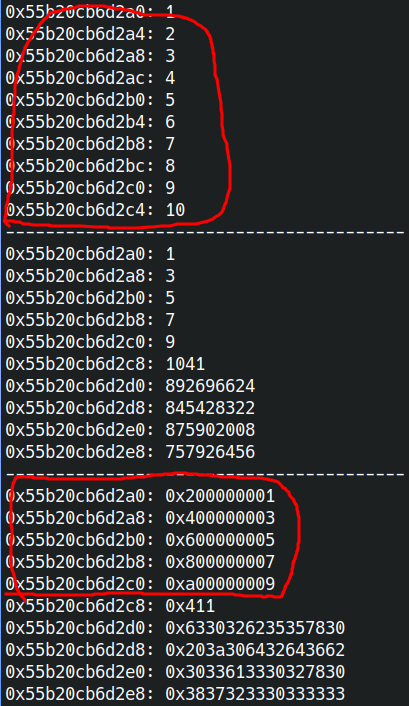 0x55b20cb6d2a0: 1
0x55b20cb6d2a4: 2
0x55b20cb6d2a8: 3
0x55b20cb6d2ac: 4
0x55b20cb6d2b0: 5
0x55b20cb6d2b4: 6
0x55b20cb6d2b8: 7
0x55b20cb6d2bc: 8
0x55b20cb6d2c0: 9
0x55b20cb6d2c4: 10
--------------------------------------
0x55b20cb6d2a0: 1
0x55b20cb6d2a8: 3
0x55b20cb6d2b0: 5
0x55b20cb6d2b8: 7
0x55b20cb6d2c0: 9
0x55b20cb6d2c8: 1041
0x55b20cb6d2d0: 892696624
0x55b20cb6d2d8: 845428322
0x55b20cb6d2e0: 875902008
0x55b20cb6d2e8: 757926456
--------------------------------------
0x55b20cb6d2a0: 0x200000001
0x55b20cb6d2a8: 0x400000003
0x55b20cb6d2b0: 0x600000005
0x55b20cb6d2b8: 0x800000007
0x55b20cb6d2c0: 0xa00000009
0x55b20cb6d2c8: 0x411
0x55b20cb6d2d0: 0x6330326235357830
0x55b20cb6d2d8: 0x203a306432643662
0x55b20cb6d2e0: 0x3033613330327830
0x55b20cb6d2e8: 0x3837323330333333